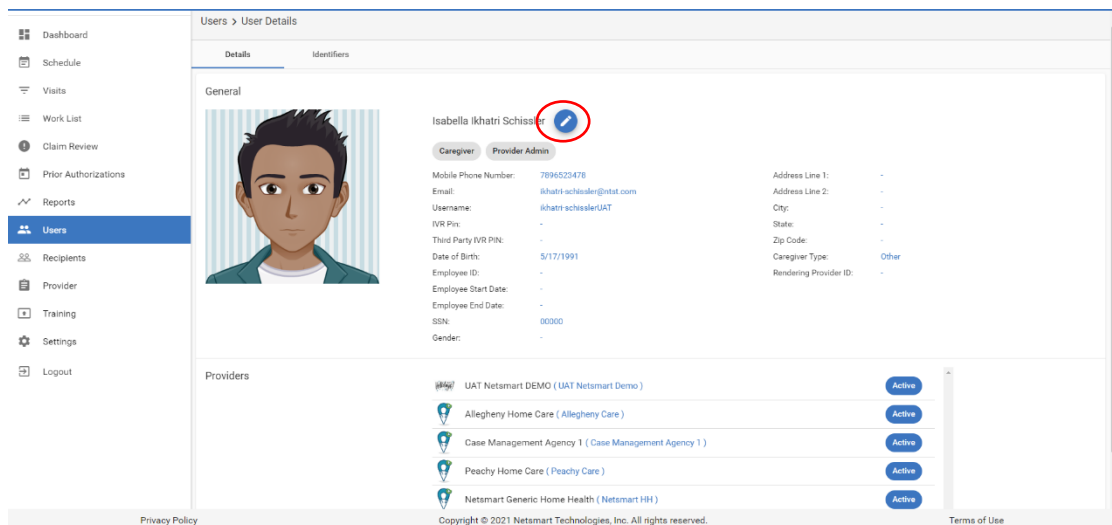 Users > User Details
Dashboard
Schedule
Visits
Work List
Claim Review
Prior Authorizations
Reports
Users
Recipients
Provider
Training
Settings
Logout
Details Identifiers
General
Isabella Ikhatri Schissler
Caregiver Provider Admin
Mobile Phone Number: 7896523478 Address Line 1: -
Email: ikhatri-schissler@ntst.com Address Line 2: -
Username: ikhatri-schisslerUAT City: -
IVR Pin: - State: -
Third Party IVR PIN: - Zip Code: -
Date of Birth: 5/17/1991 Caregiver Type: Other
Employee ID: - Rendering Provider ID: -
Employee Start Date: -
Employee End Date: -
SSN: 00000
Gender: -
Providers
UAT Netsmart DEMO ( UAT Netsmart Demo ) Active
Allegheny Home Care ( Allegheny Care ) Active
Case Management Agency 1 ( Case Management Agency 1 ) Active
Peachy Home Care ( Peachy Care ) Active
Netsmart Generic Home Health ( Netsmart HH ) Active
Privacy Policy Copyright © 2021 Netsmart Technologies, Inc. All rights reserved. Terms of Use